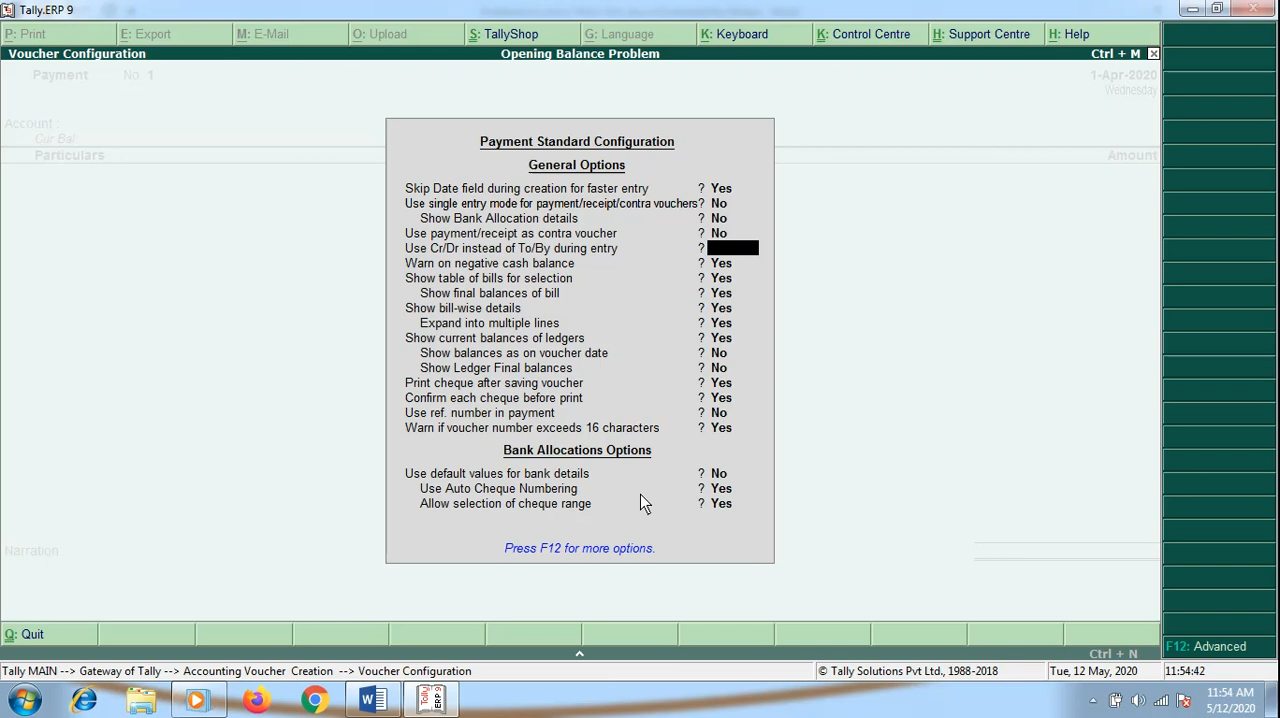 Tally.ERP 9
P: Print E: Export M: E-Mail O: Upload S: TallyShop G: Language K: Keyboard K: Control Centre H: Support Centre H: Help
Voucher Configuration Opening Balance Problem Ctrl + M
Payment No. 1 1-Apr-2020
Wednesday
Account :
Cur Bal:
Particulars Amount
Payment Standard Configuration
General Options
Skip Date field during creation for faster entry ? Yes
Use single entry mode for payment/receipt/contra vouchers? No
Show Bank Allocation details ? No
Use payment/receipt as contra voucher ? No
Use Cr/Dr instead of To/By during entry ?
Warn on negative cash balance ? Yes
Show table of bills for selection ? Yes
Show final balances of bill ? Yes
Show bill-wise details ? Yes
Expand into multiple lines ? Yes
Show current balances of ledgers ? Yes
Show balances as on voucher date ? No
Show Ledger Final balances ? No
Print cheque after saving voucher ? Yes
Confirm each cheque before print ? Yes
Use ref. number in payment ? No
Warn if voucher number exceeds 16 characters ? Yes
Bank Allocations Options
Use default values for bank details ? No
Use Auto Cheque Numbering ? Yes
Allow selection of cheque range ? Yes
Press F12 for more options.
Narration
Q: Quit
F12: Advanced
Ctrl + N
Tally MAIN --> Gateway of Tally --> Accounting Voucher Creation --> Voucher Configuration © Tally Solutions Pvt Ltd., 1988-2018 Tue, 12 May, 2020 11:54:42
11:54 AM
5/12/2020